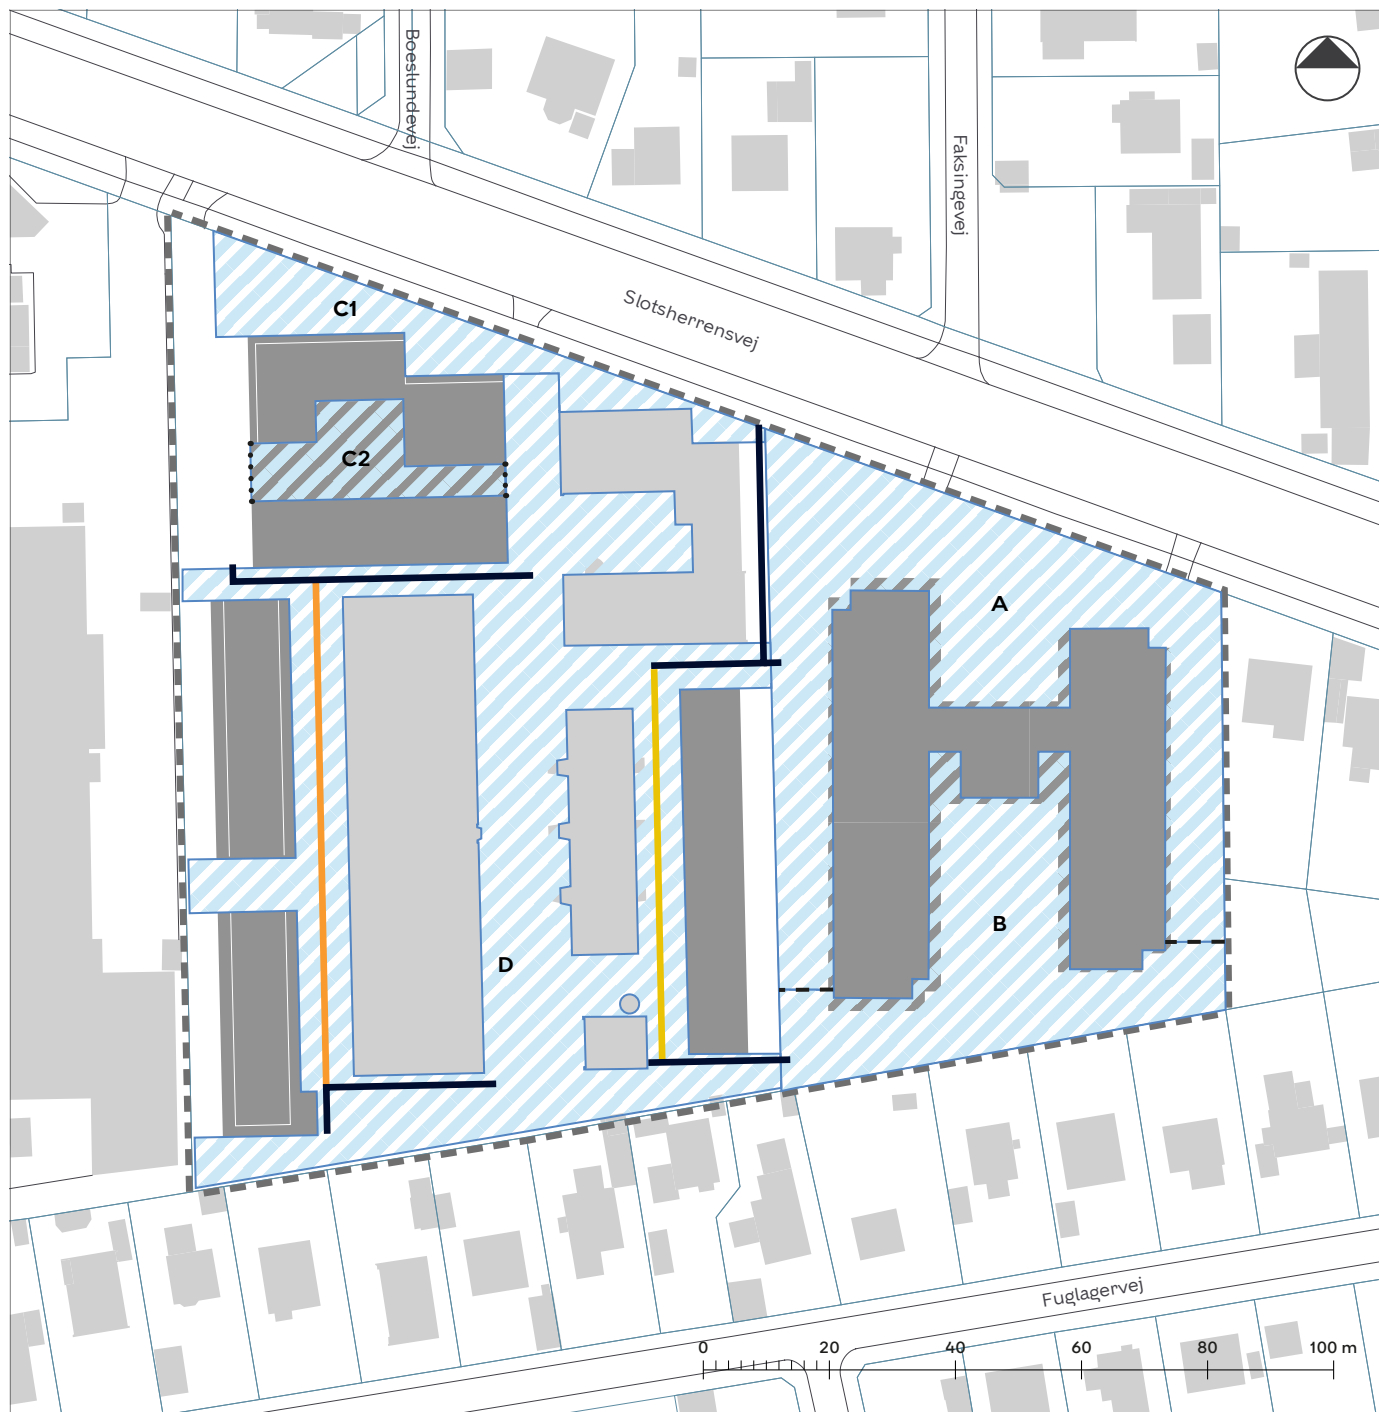 Boeslundevej
Faksingevej
Slotsherrensvej
C1
C2
A
B
D
Fuglagervej
0 20 40 60 80 100 m